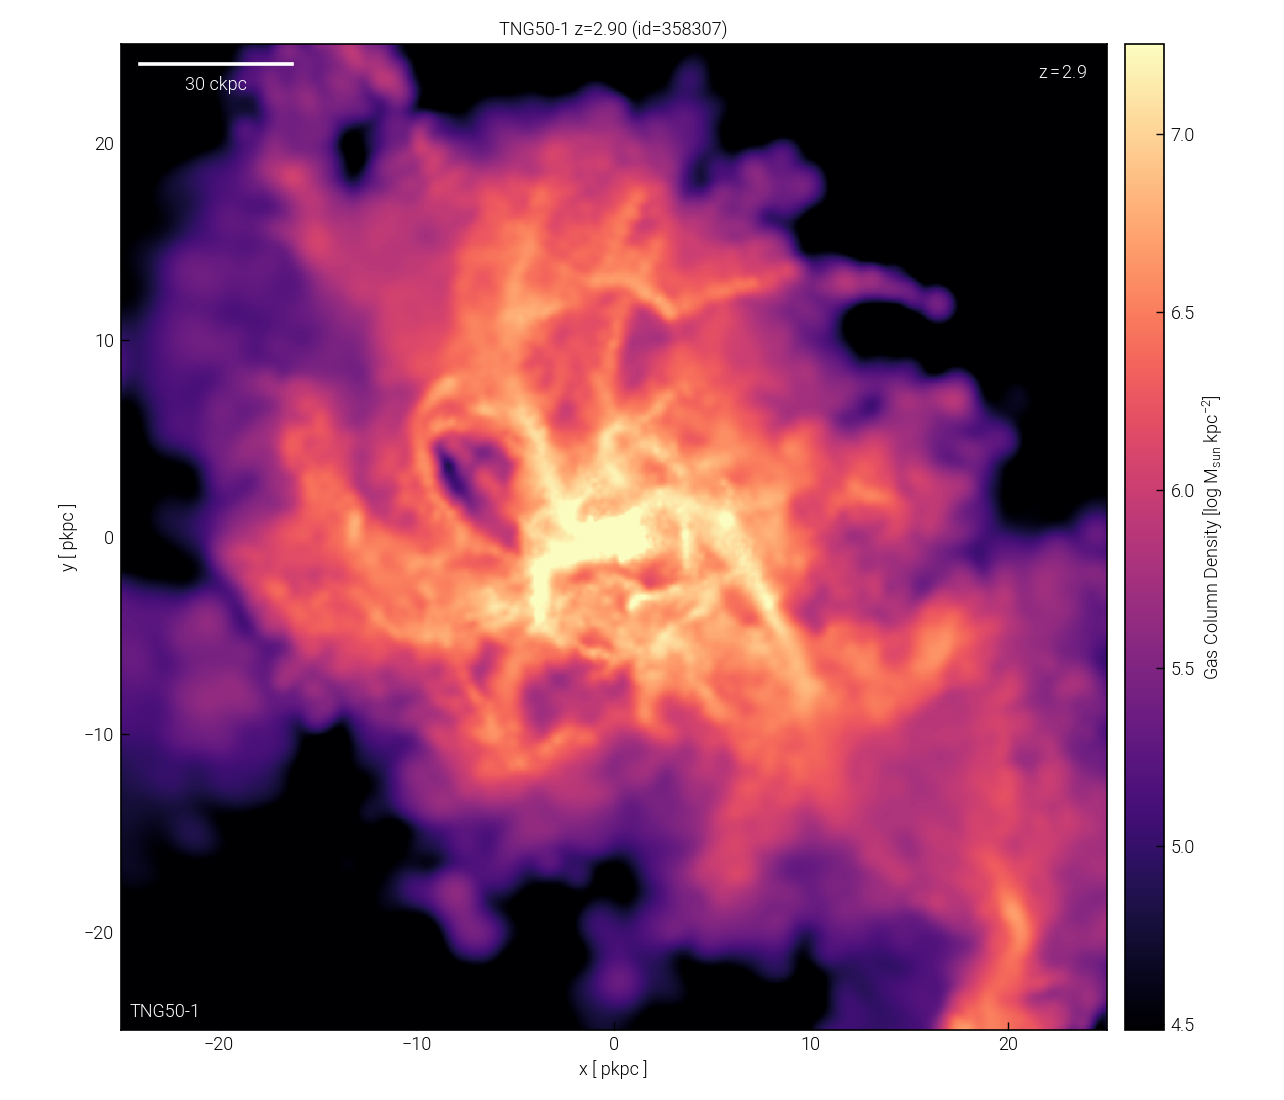 TNG50-1 z=2.90 (id=358307)
30 ckpc
z=2.9
20
10
0
−10
−20
y [ pkpc ]
TNG50-1
−20
−10
0
10
20
x [ pkpc ]
7.0
6.5
6.0
5.5
5.0
4.5
Gas Column Density [log M_sun kpc^−2]